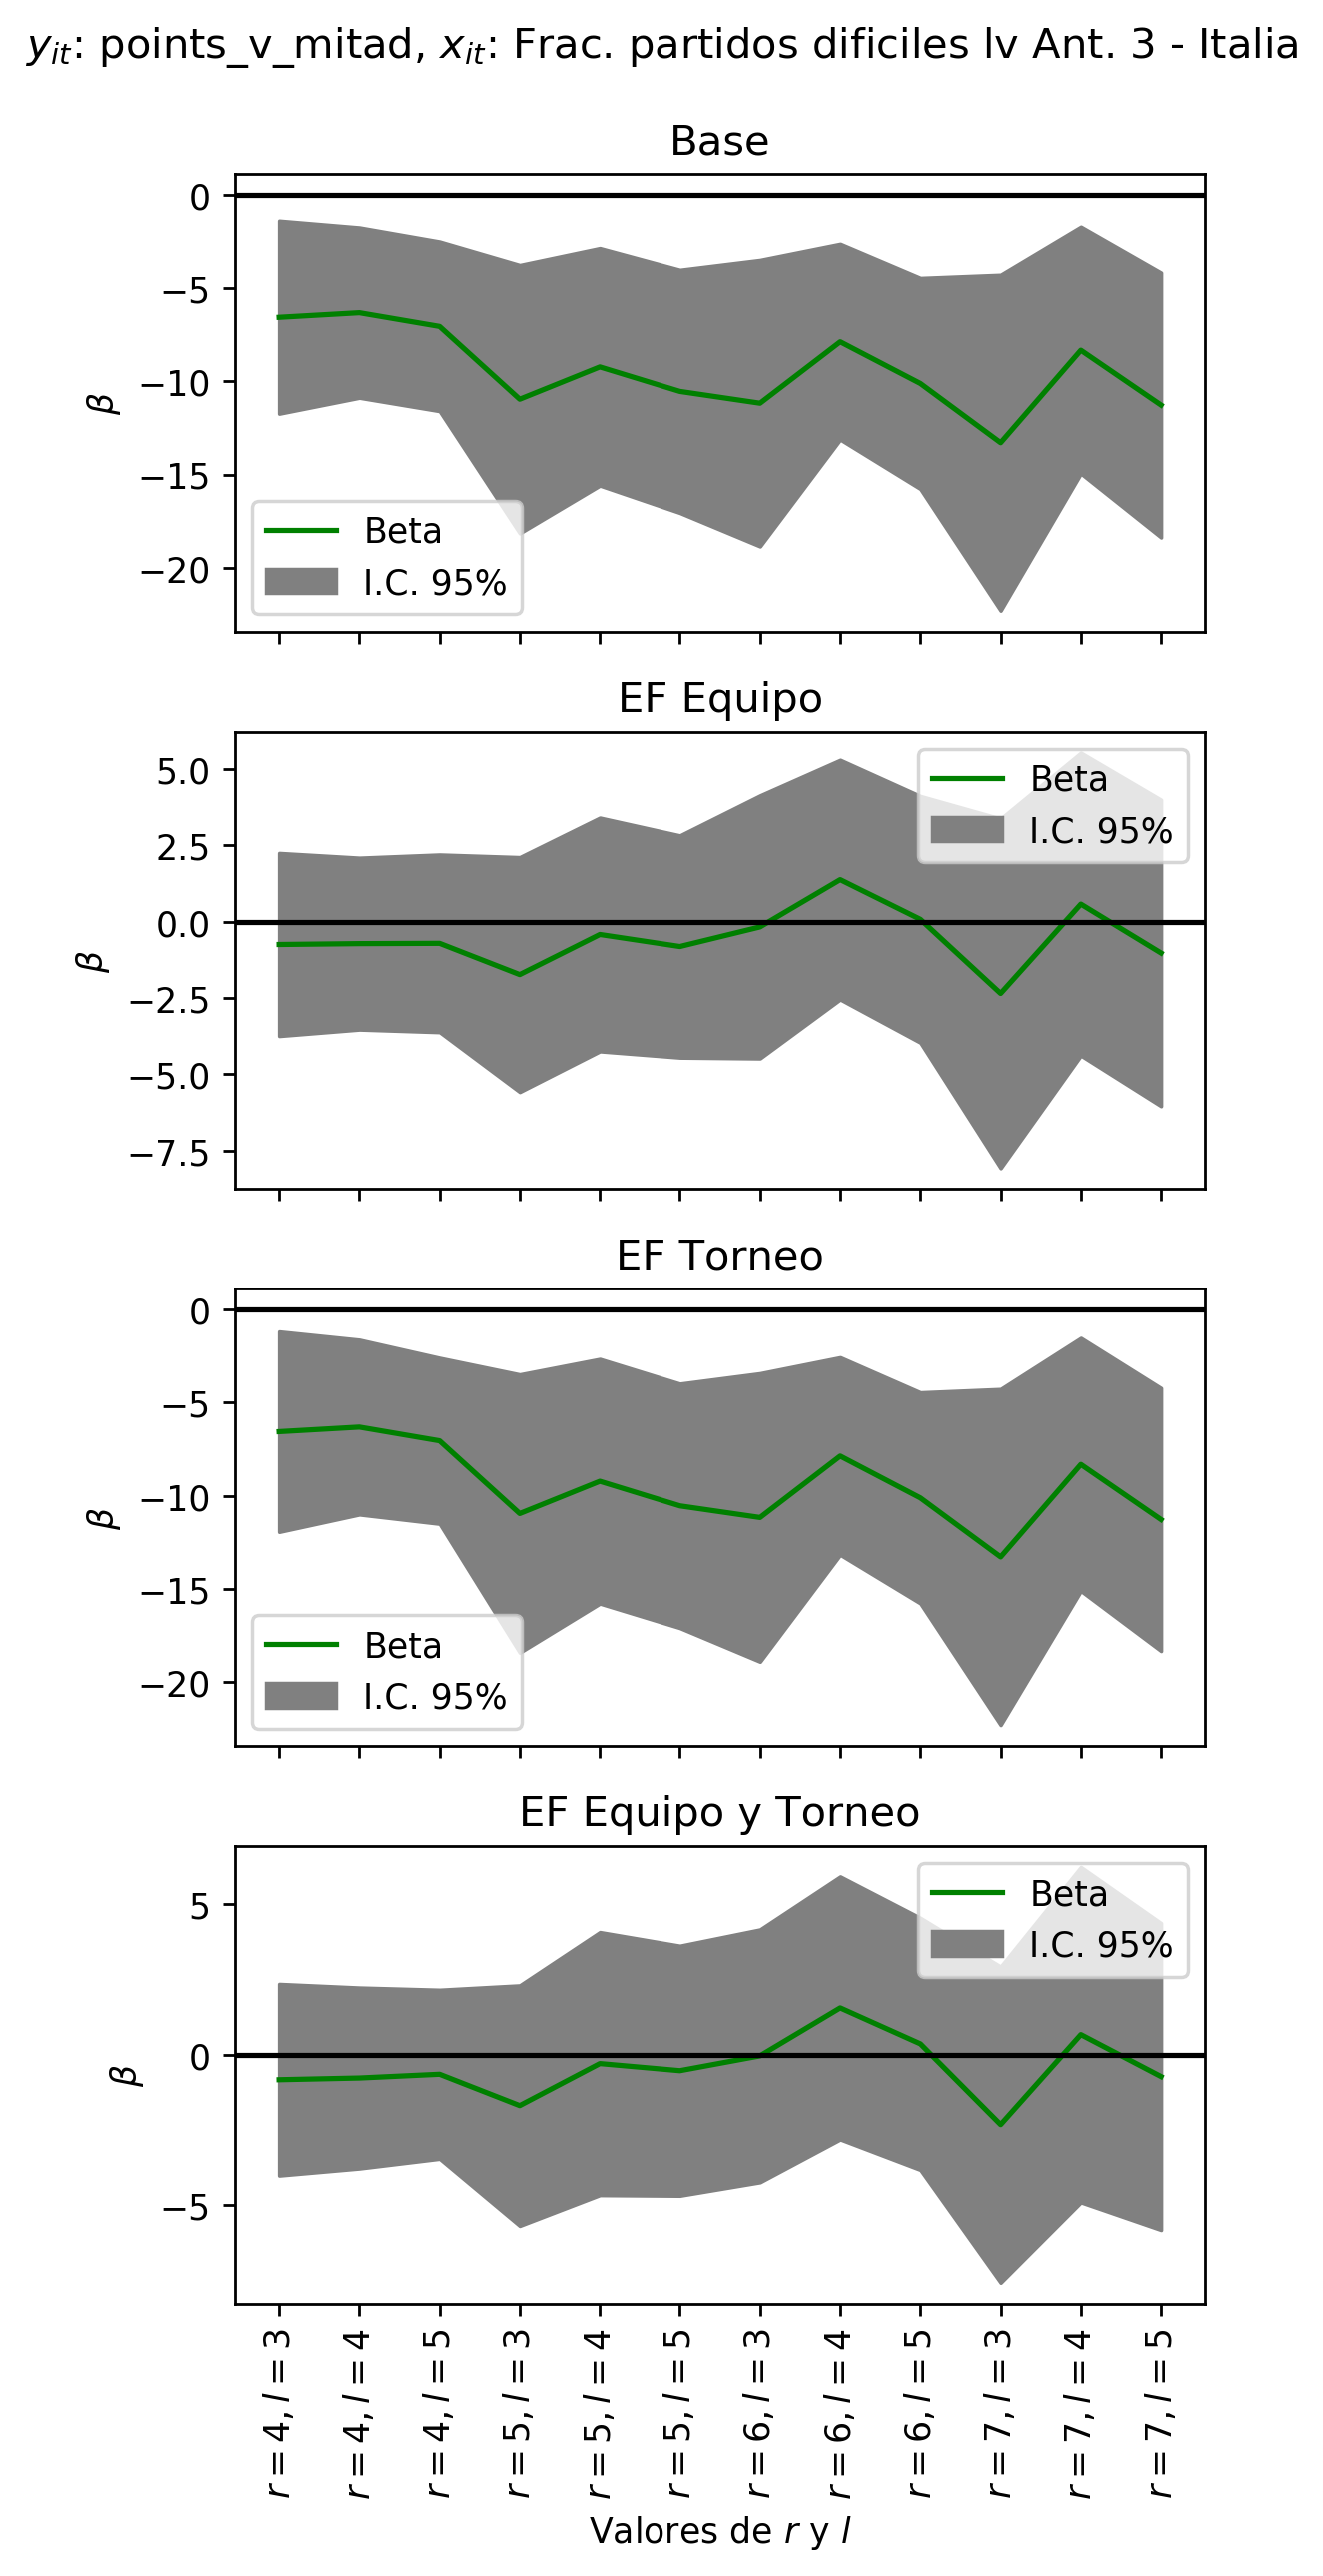 y_it: points_v_mitad, x_it: Frac. partidos dificiles lv Ant. 3 - Italia
Base
0
−5
−10
−15
−20
β
Beta
I.C. 95%
EF Equipo
5.0
2.5
0.0
−2.5
−5.0
−7.5
β
Beta
I.C. 95%
EF Torneo
0
−5
−10
−15
−20
β
Beta
I.C. 95%
EF Equipo y Torneo
5
0
−5
β
Beta
I.C. 95%
r = 4, l = 3
r = 4, l = 4
r = 4, l = 5
r = 5, l = 3
r = 5, l = 4
r = 5, l = 5
r = 6, l = 3
r = 6, l = 4
r = 6, l = 5
r = 7, l = 3
r = 7, l = 4
r = 7, l = 5
Valores de r y l